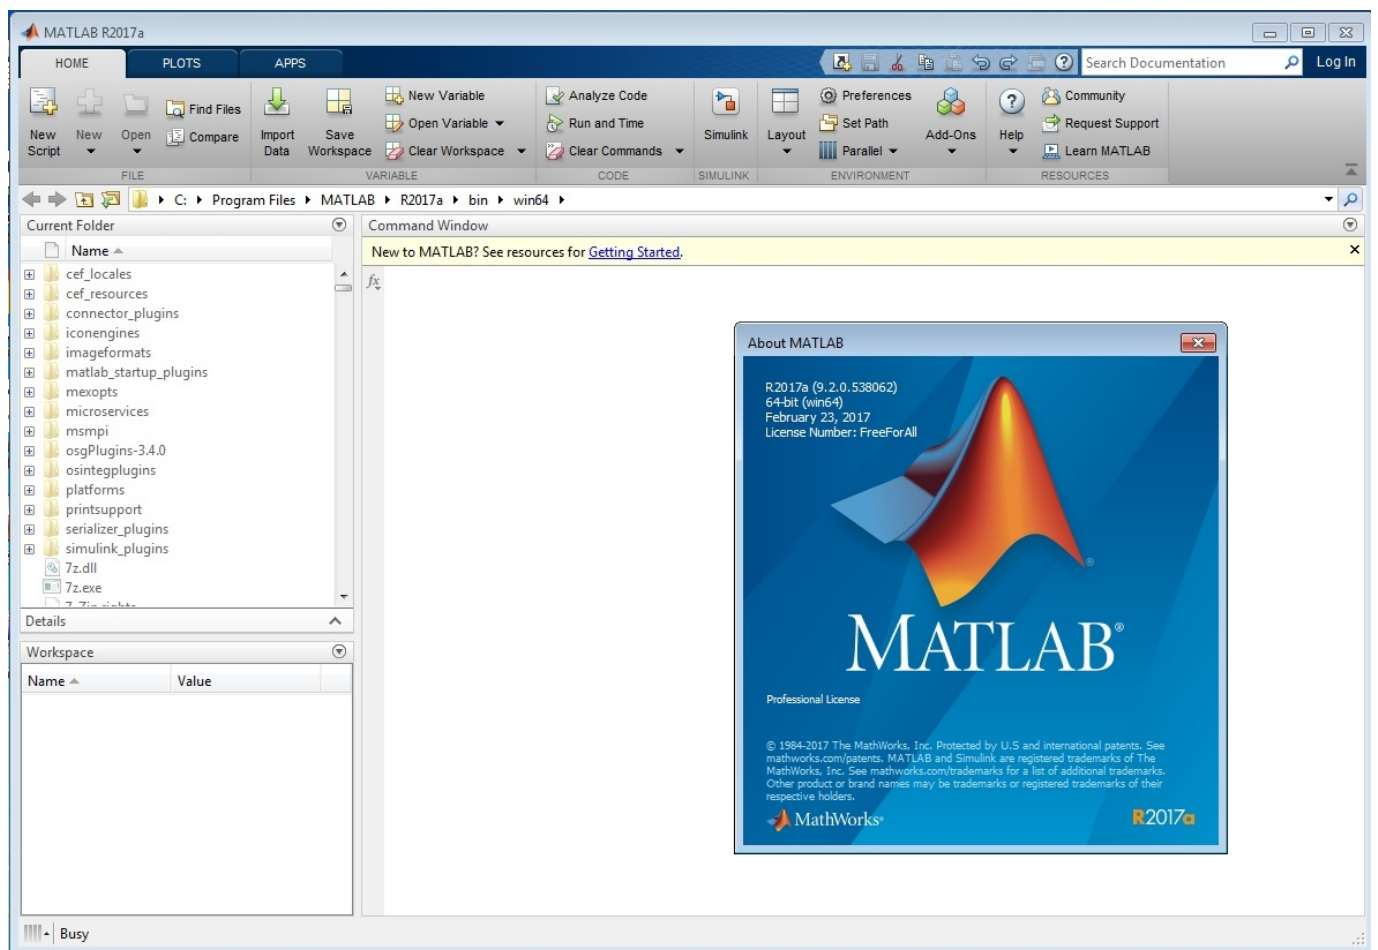 MATLAB R2017a
HOME PLOTS APPS
Search Documentation
Log In
New Script
New
Open
Find Files
Compare
FILE
Import Data
Save Workspace
New Variable
Open Variable
Clear Workspace
VARIABLE
Analyze Code
Run and Time
Clear Commands
CODE
Simulink
SIMULINK
Layout
Preferences
Set Path
Parallel
Add-Ons
ENVIRONMENT
Help
Community
Request Support
Learn MATLAB
RESOURCES
C: Program Files MATLAB R2017a bin win64
Current Folder
Name
cef_locales
cef_resources
connector_plugins
iconengines
imageformats
matlab_startup_plugins
mexopts
microservices
msmpi
osgPlugins-3.4.0
osintegplugins
platforms
printsupport
serializer_plugins
simulink_plugins
7z.dll
7z.exe
Details
Workspace
Name Value
Command Window
New to MATLAB? See resources for Getting Started.
fx
About MATLAB
R2017a (9.2.0.538062)
64-bit (win64)
February 23, 2017
License Number: FreeForAll
MATLAB®
Professional License
© 1984-2017 The MathWorks, Inc. Protected by U.S and international patents. See
mathworks.com/patents. MATLAB and Simulink are registered trademarks of The
MathWorks, Inc. See mathworks.com/trademarks for a list of additional trademarks.
Other product or brand names may be trademarks or registered trademarks of their
respective holders.
MathWorks®
R2017a
Busy